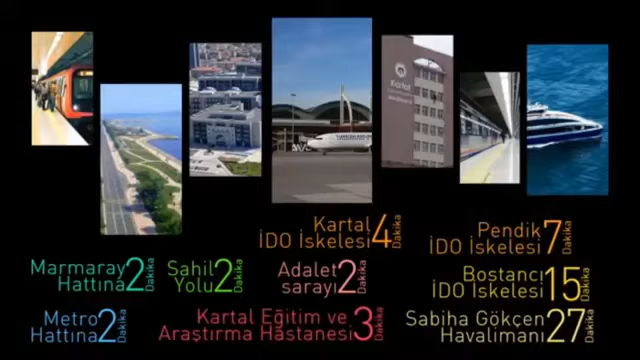 Kartal
Kartal
İDO İskelesi 4 Dakika
Pendik
İDO İskelesi 7 Dakika
Marmaray
Hattına 2 Dakika
Sahil
Yolu 2 Dakika
Adalet
sarayı 2 Dakika
Bostancı
İDO İskelesi 15 Dakika
Metro
Hattına 2 Dakika
Kartal Eğitim ve
Araştırma Hastanesi 3 Dakika
Sabiha Gökçen
Havalimanı 27 Dakika